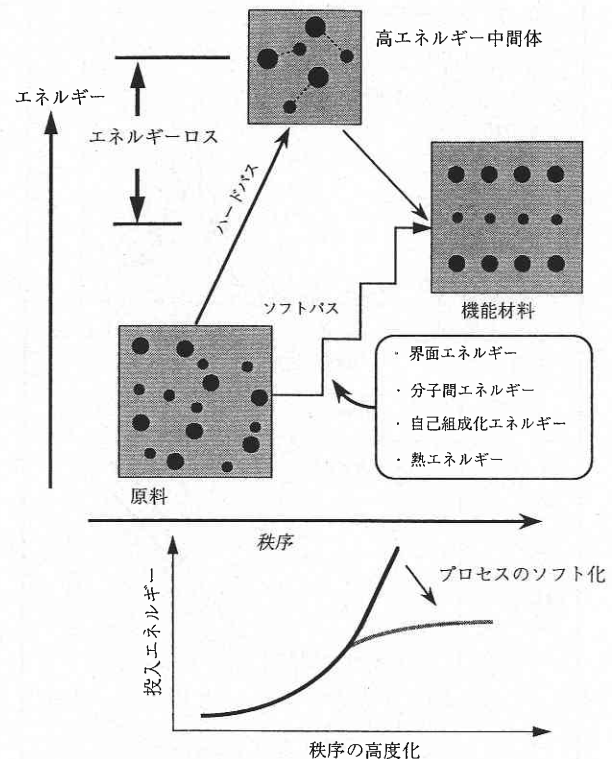 高エネルギー中間体
エネルギー
エネルギーロス
ハードパス
ソフトパス
機能材料
・ 界面エネルギー
・ 分子間エネルギー
・ 自己組成化エネルギー
・ 熱エネルギー
原料
秩序
プロセスのソフト化
投入エネルギー
秩序の高度化